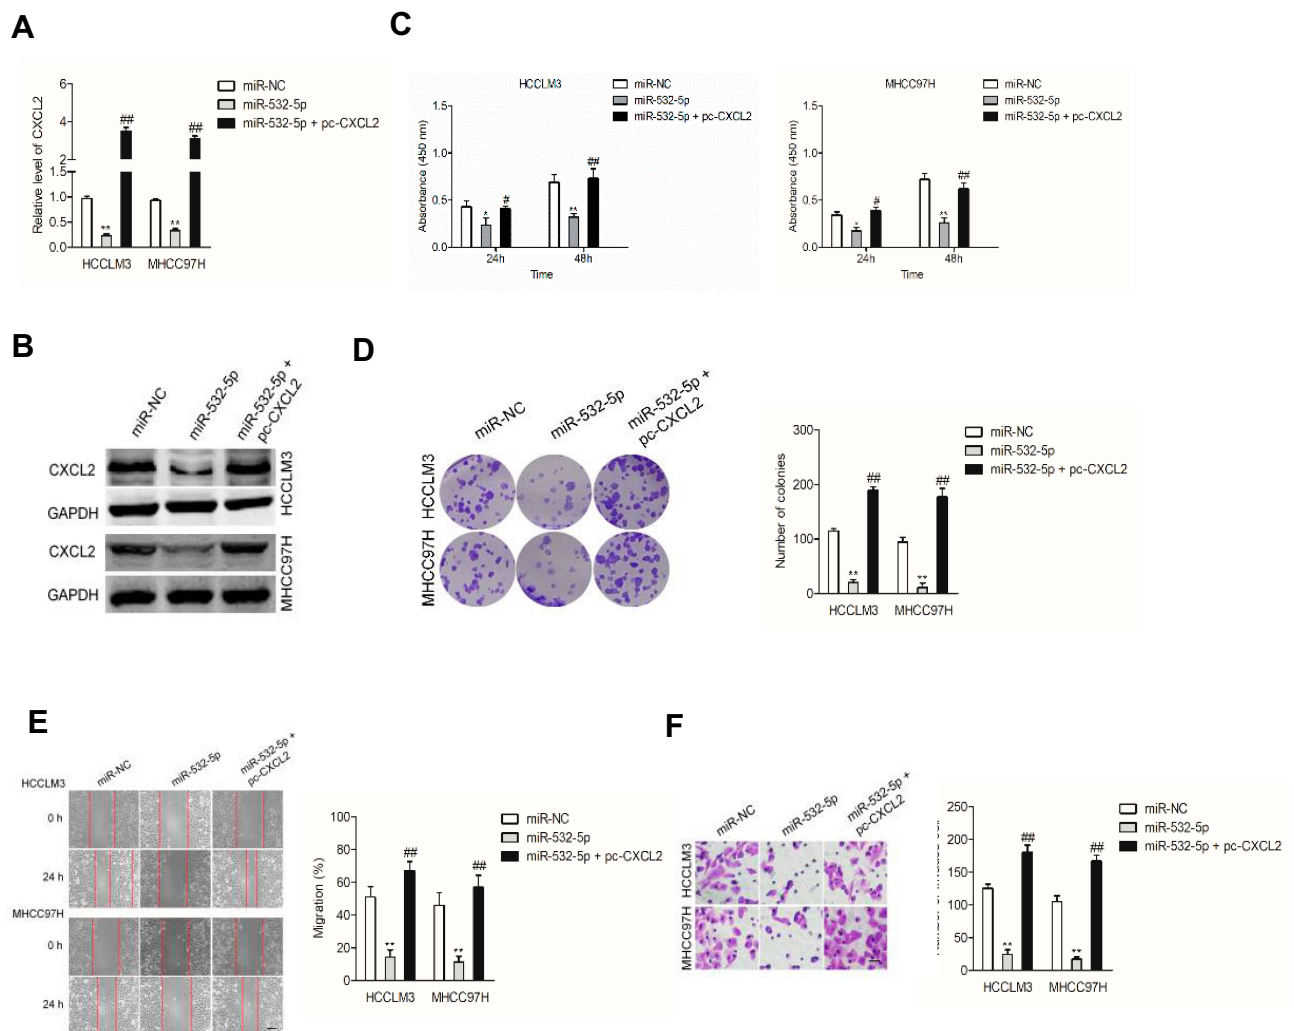 A
6
4
2
1.5
1.0
0.5
0.0
Relative level of CXCL2
miR-NC
miR-532-5p
miR-532-5p + pc-CXCL2
**
##
**
##
HCCLM3
MHCC97H
C
HCCLM3
miR-NC
miR-532-5p
miR-532-5p + pc-CXCL2
1.5
1.0
0.5
0.0
Absorbance (450 nm)
*
#
**
##
24h
48h
Time
MHCC97H
miR-NC
miR-532-5p
miR-532-5p + pc-CXCL2
1.5
1.0
0.5
0.0
Absorbance (450 nm)
*
#
**
##
24h
48h
Time
B
miR-NC
miR-532-5p
miR-532-5p +
pc-CXCL2
CXCL2
GAPDH
HCCLM3
CXCL2
GAPDH
MHCC97H
D
miR-NC
miR-532-5p
miR-532-5p +
pc-CXCL2
HCCLM3
MHCC97H
300
200
100
0
Number of colonies
miR-NC
miR-532-5p
miR-532-5p + pc-CXCL2
**
##
**
##
HCCLM3
MHCC97H
E
miR-NC
miR-532-5p
miR-532-5p +
pc-CXCL2
HCCLM3
0 h
24 h
MHCC97H
0 h
24 h
100
80
60
40
20
0
Migration (%)
miR-NC
miR-532-5p
miR-532-5p + pc-CXCL2
**
##
**
##
HCCLM3
MHCC97H
F
miR-NC
miR-532-5p
miR-532-5p +
pc-CXCL2
HCCLM3
MHCC97H
250
200
150
100
50
0
miR-NC
miR-532-5p
miR-532-5p + pc-CXCL2
**
##
**
##
HCCLM3
MHCC97H